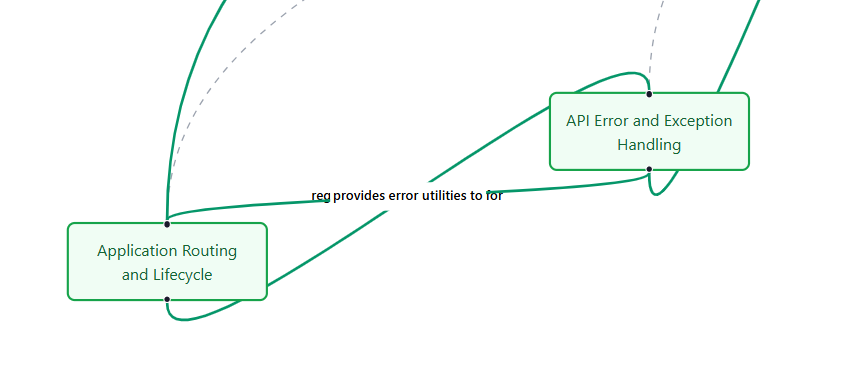 API Error and Exception
Handling
reg provides error utilities to for
Application Routing
and Lifecycle